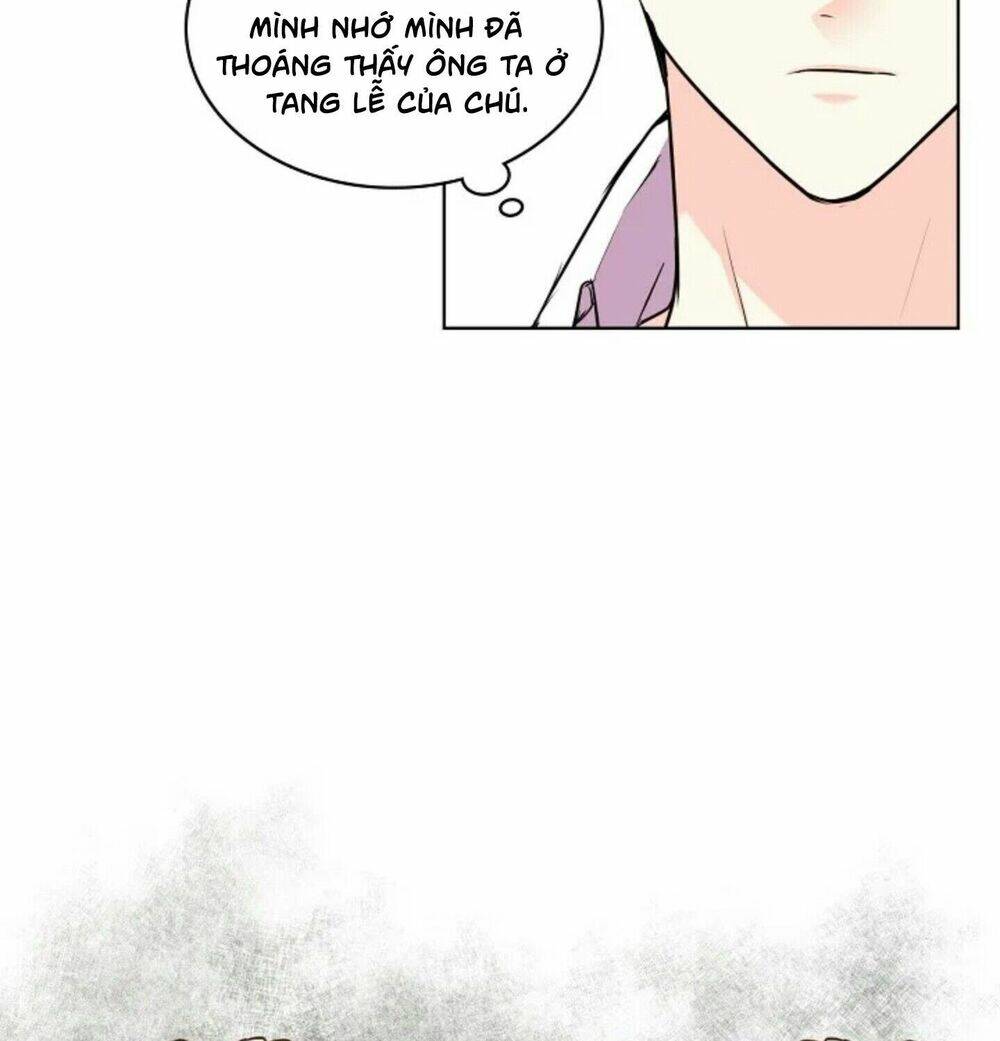 MÌNH NHỚ MÌNH ĐÃ
THOÁNG THẤY ÔNG TA Ở
TANG LỄ CỦA CHÚ.